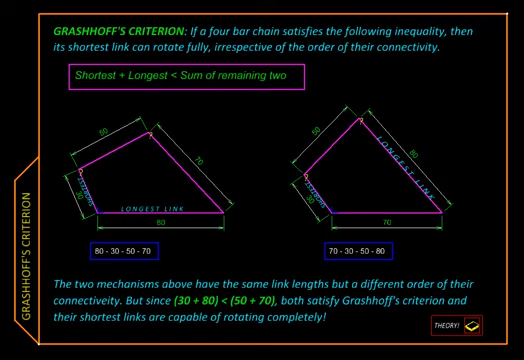 GRASHHOFF'S CRITERION: If a four bar chain satisfies the following inequality, then
its shortest link can rotate fully, irrespective of the order of their connectivity.
Shortest + Longest < Sum of remaining two
50
70
SHORTEST
30
LONGEST LINK
80
80 - 30 - 50 - 70
50
80
LONGEST LINK
SHORTEST
30
70
70 - 30 - 50 - 80
GRASHHOFF'S CRITERION
The two mechanisms above have the same link lengths but a different order of their
connectivity. But since (30 + 80) < (50 + 70), both satisfy Grashhoff's criterion and
their shortest links are capable of rotating completely!
THEORY!